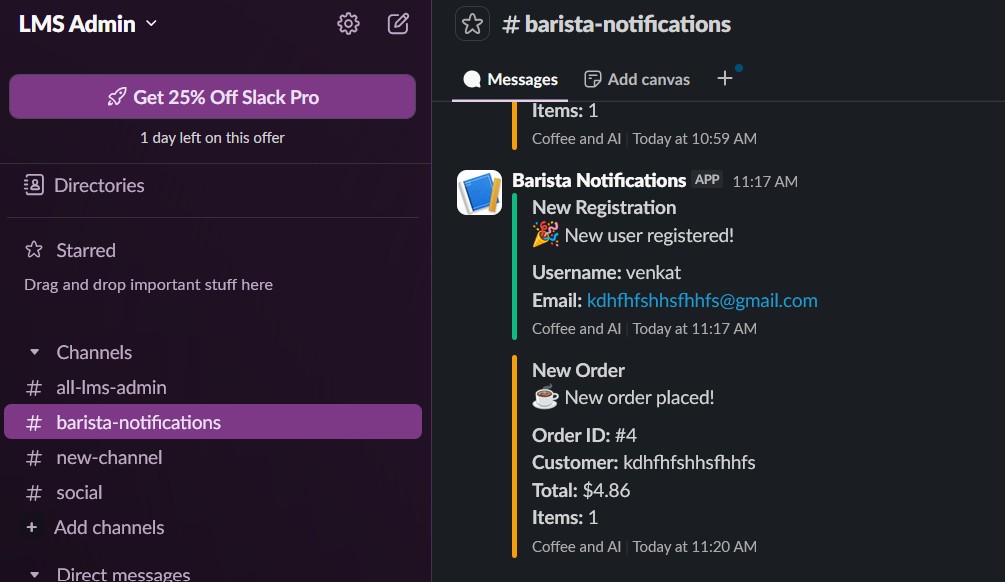 LMS Admin
Get 25% Off Slack Pro
1 day left on this offer
Directories
Starred
Drag and drop important stuff here
Channels
# all-lms-admin
# barista-notifications
# new-channel
# social
+ Add channels
Direct messages
# barista-notifications
Messages Add canvas +
Items: 1
Coffee and AI | Today at 10:59 AM
Barista Notifications APP 11:17 AM
New Registration
🎉 New user registered!
Username: venkat
Email: kdhfhfshhsfhhfs@gmail.com
Coffee and AI | Today at 11:17 AM
New Order
☕ New order placed!
Order ID: #4
Customer: kdhfhfshhsfhhfs
Total: $4.86
Items: 1
Coffee and AI | Today at 11:20 AM